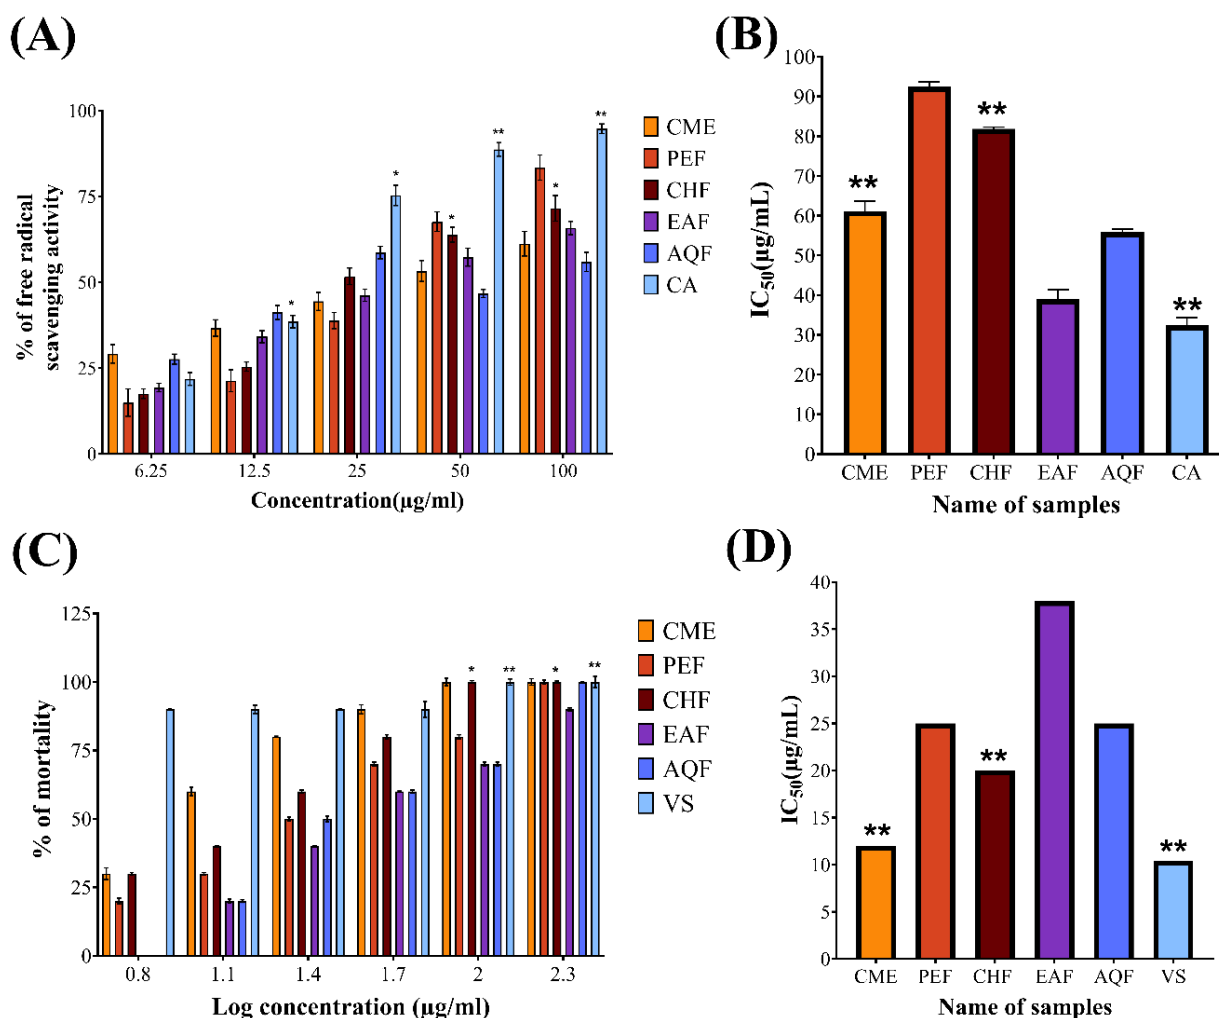 (A)
% of free radical
scavenging activity
100
75
50
25
0
* * * ** * **
6.25 12.5 25 50 100
Concentration(µg/ml)
CME
PEF
CHF
EAF
AQF
CA
(B)
IC50(µg/mL)
100
90
80
70
60
50
40
30
20
10
0
** ** **
CME PEF CHF EAF AQF CA
Name of samples
(C)
% of mortality
125
100
75
50
25
0
* ** * **
0.8 1.1 1.4 1.7 2 2.3
Log concentration (µg/ml)
CME
PEF
CHF
EAF
AQF
VS
(D)
IC50(µg/mL)
40
35
30
25
20
15
10
5
0
** ** **
CME PEF CHF EAF AQF VS
Name of samples